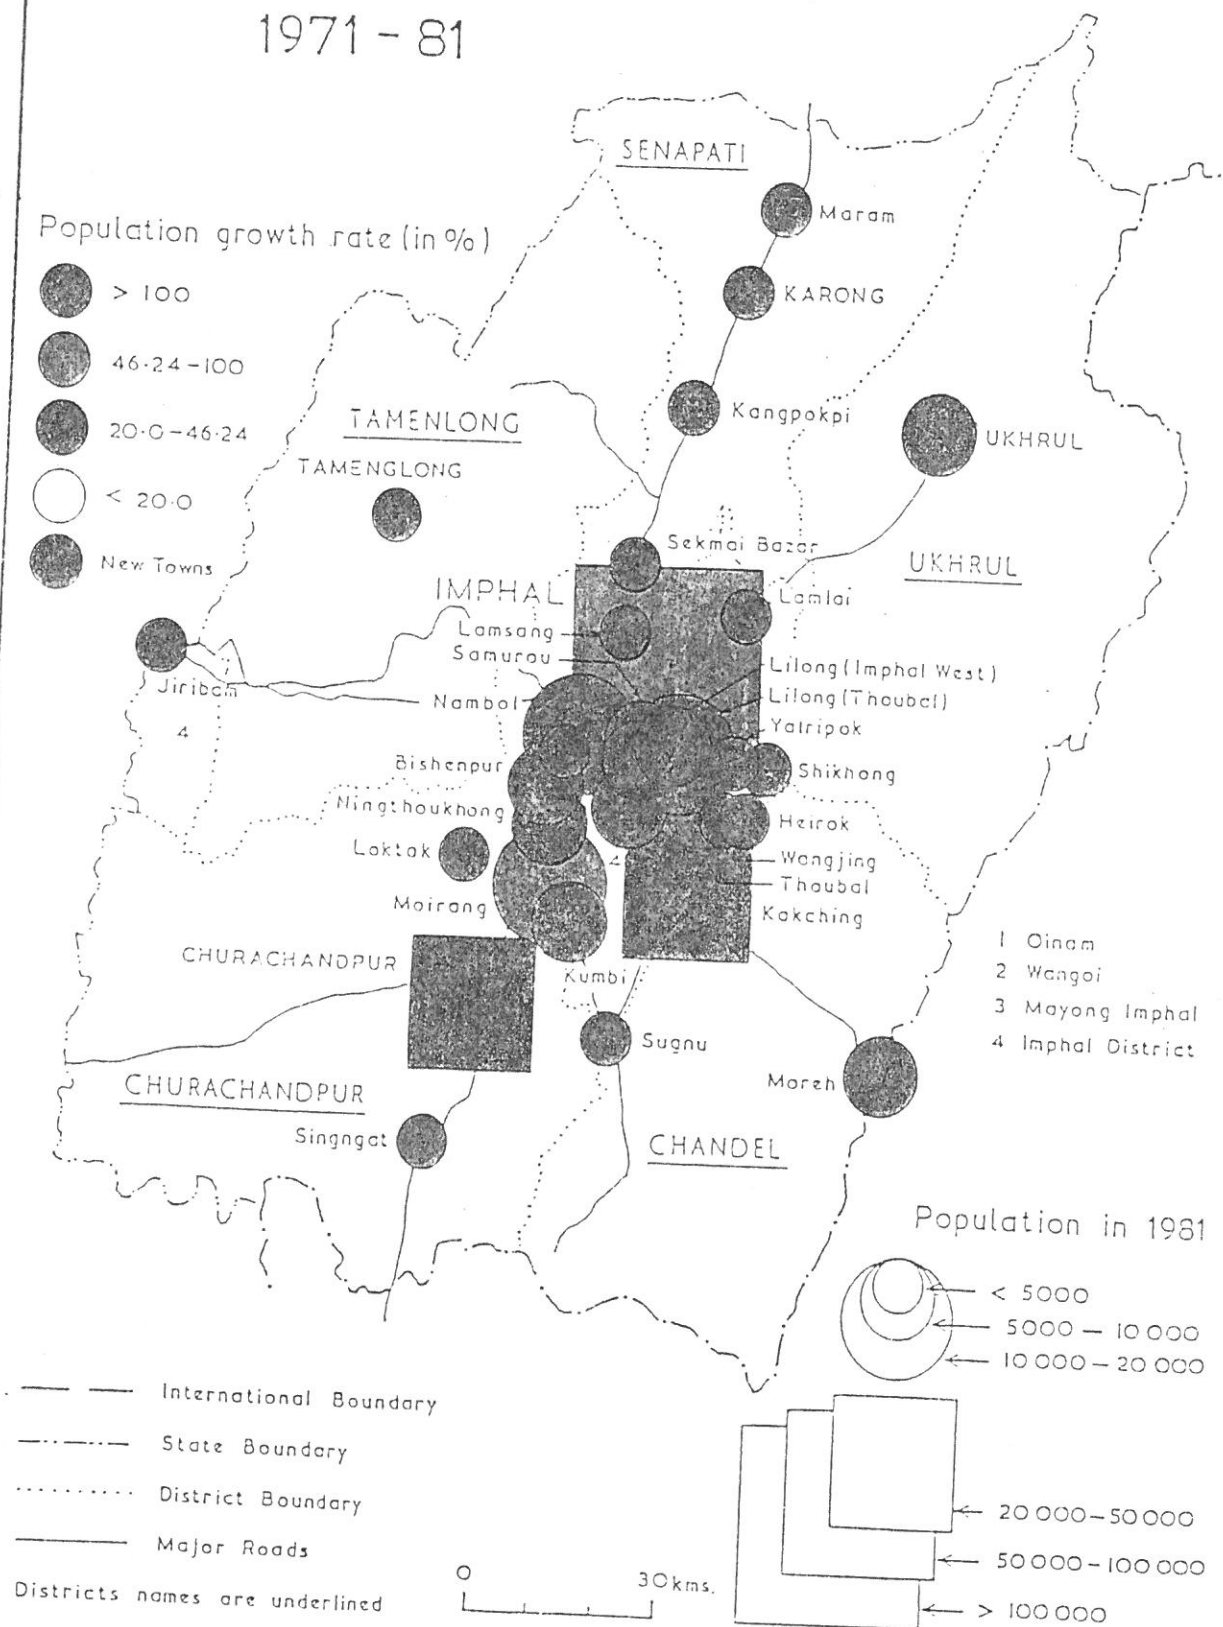 1971 - 81
SENAPATI
Maram
Population growth rate (in %)
> 100
KARONG
46·24-100
TAMENLONG
Kangpokpi
UKHRUL
20·0-46·24
TAMENGLONG
< 20·0
Sekmai Bazar
New Towns
UKHRUL
IMPHAL
Lamlai
Lamsang
Samurou
Lilong (Imphal West)
Jiribam
Nambol
Lilong (Thoubal)
4
Yairipok
Bishenpur
Shikhong
Ningthoukhong
Heirok
Loktak
4
Wangjing
Thoubal
Moirang
Kakching
CHURACHANDPUR
Kumbi
1 Oinam
2 Wangoi
3 Mayong Imphal
4 Imphal District
Sugnu
Moreh
CHURACHANDPUR
Singngat
CHANDEL
Population in 1981
< 5000
5000 - 10 000
10 000 - 20 000
International Boundary
State Boundary
District Boundary
20 000-50 000
Major Roads
50 000-100 000
0 30kms.
Districts names are underlined
> 100 000